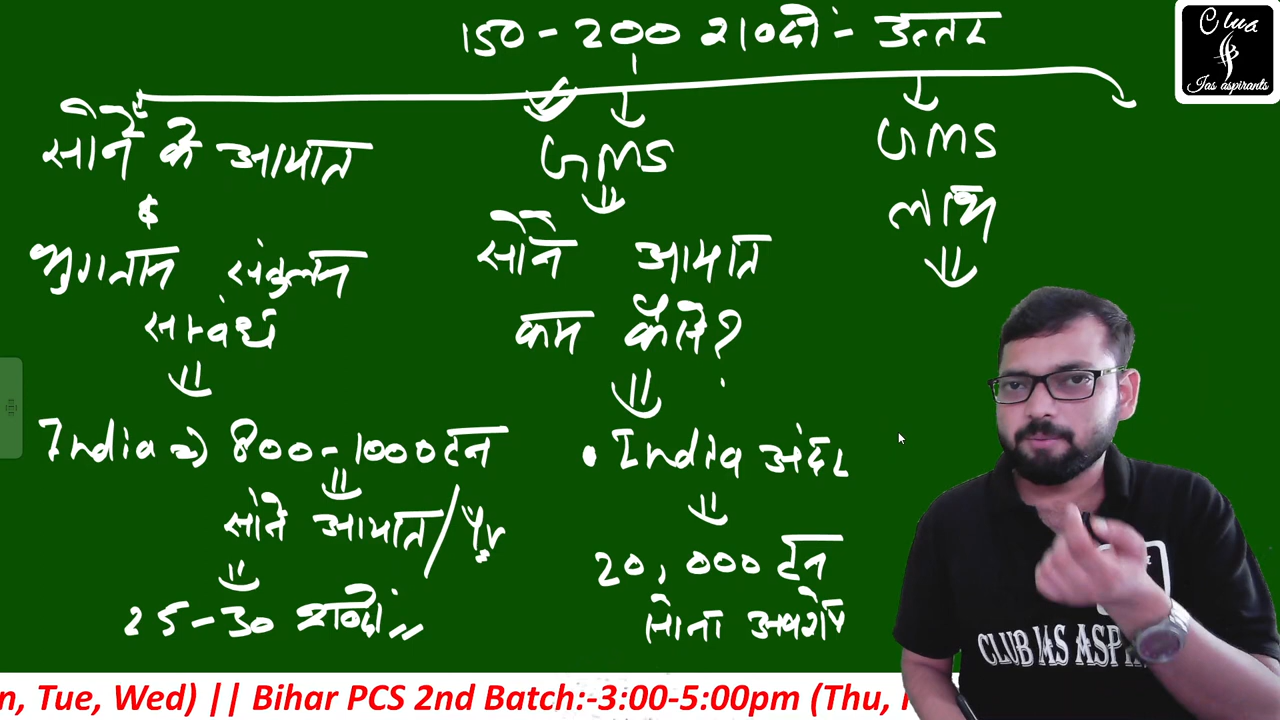 150 - 200 शब्दों - उत्तर
Clua
Ias aspirants
सोने के आयात
&
भुगतान संतुलन
संबंध
India => 800-1000 टन
सोने आयात/Yr
25-30 शब्दों
GMS
सोने आयात
कम कैसे?
• India अंदर
20,000 टन
सोना अवशेष
GMS
लाभ
CLUB IAS ASPI
n, Tue, Wed) || Bihar PCS 2nd Batch:-3:00-5:00pm (Thu,